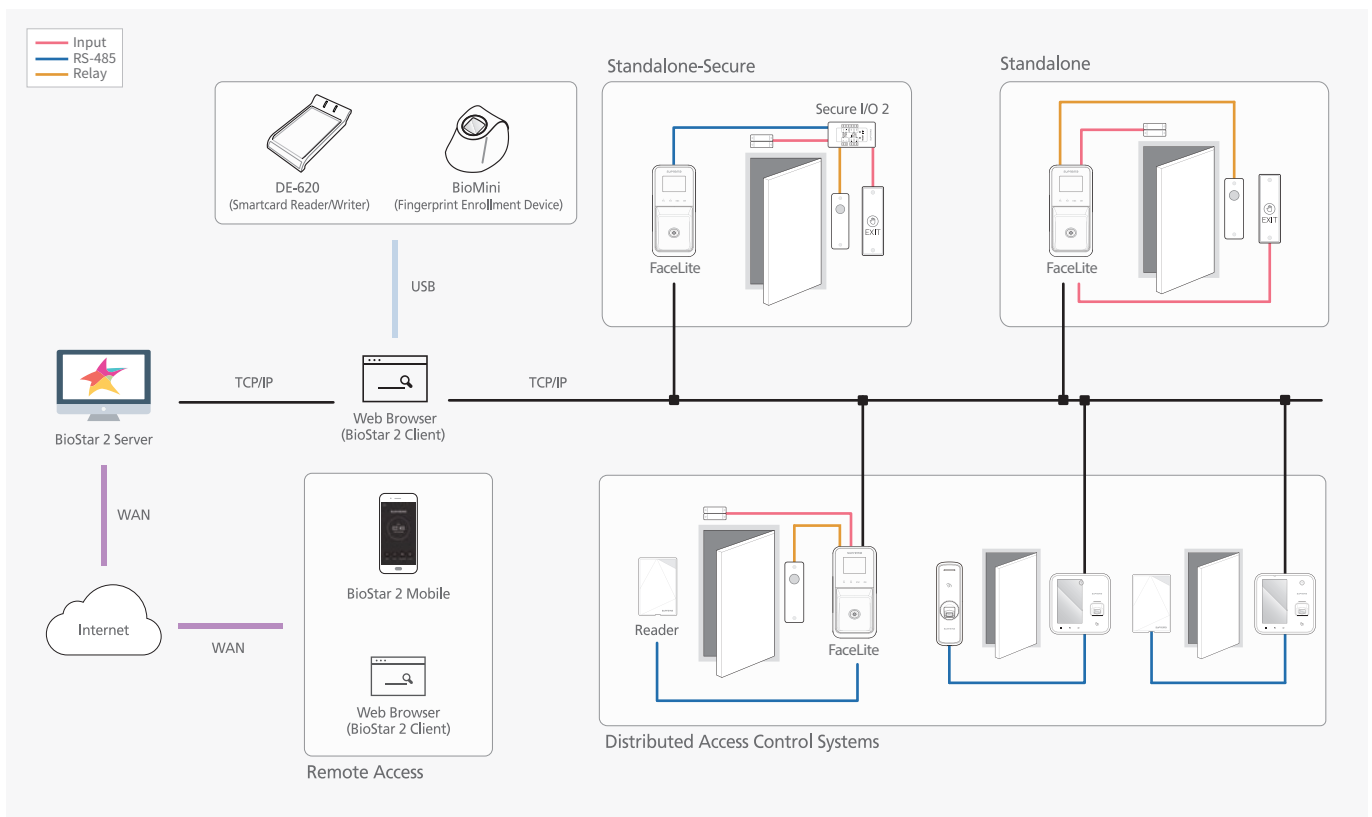 Input
RS-485
Relay
DE-620
(Smartcard Reader/Writer)
BioMini
(Fingerprint Enrollment Device)
USB
Standalone-Secure
Secure I/O 2
EXIT
FaceLite
Standalone
EXIT
FaceLite
BioStar 2 Server
TCP/IP
Web Browser
(BioStar 2 Client)
TCP/IP
WAN
Internet
WAN
BioStar 2 Mobile
Web Browser
(BioStar 2 Client)
Remote Access
Reader
FaceLite
Distributed Access Control Systems